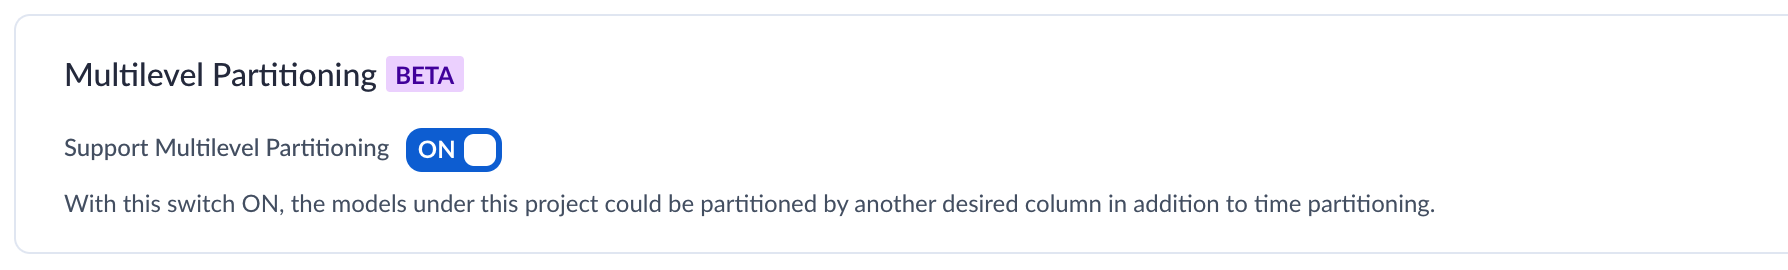 Multilevel Partitioning BETA
Support Multilevel Partitioning ON
With this switch ON, the models under this project could be partitioned by another desired column in addition to time partitioning.